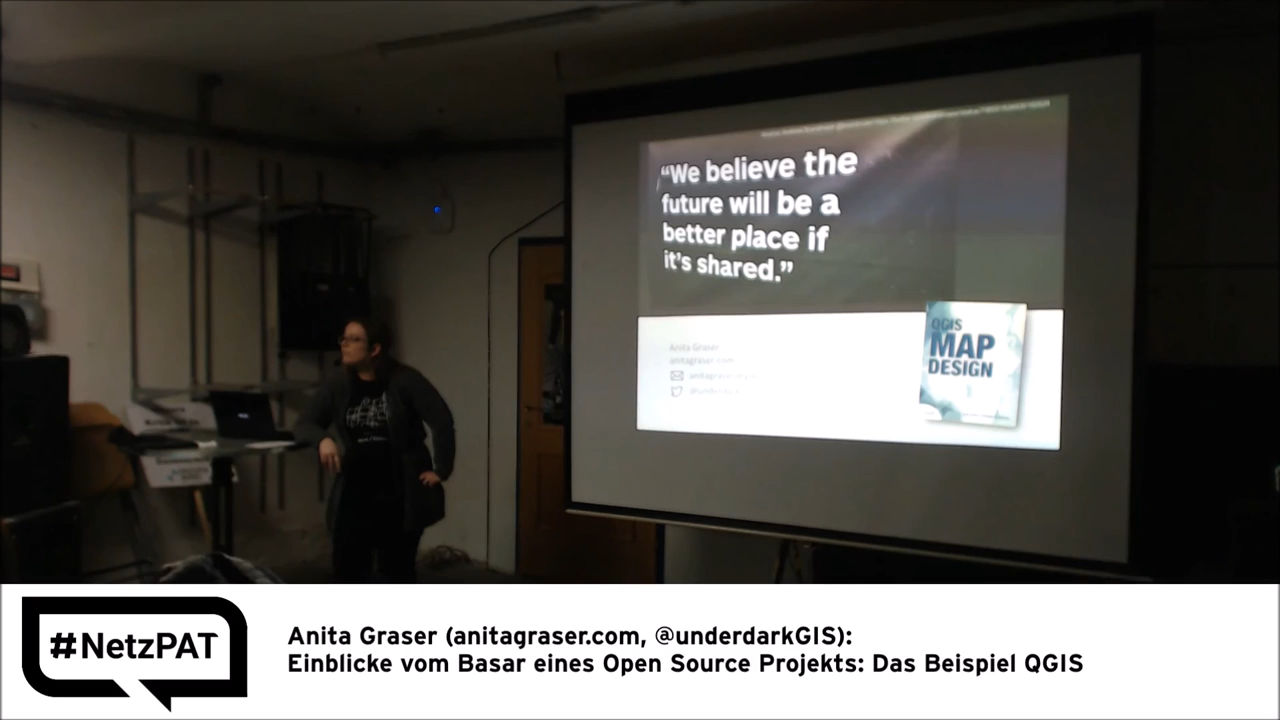 “We believe the
future will be a
better place if
it’s shared.”
Anita Graser
anitagraser.com
QGIS
MAP
DESIGN
#NetzPAT
Anita Graser (anitagraser.com, @underdarkGIS):
Einblicke vom Basar eines Open Source Projekts: Das Beispiel QGIS